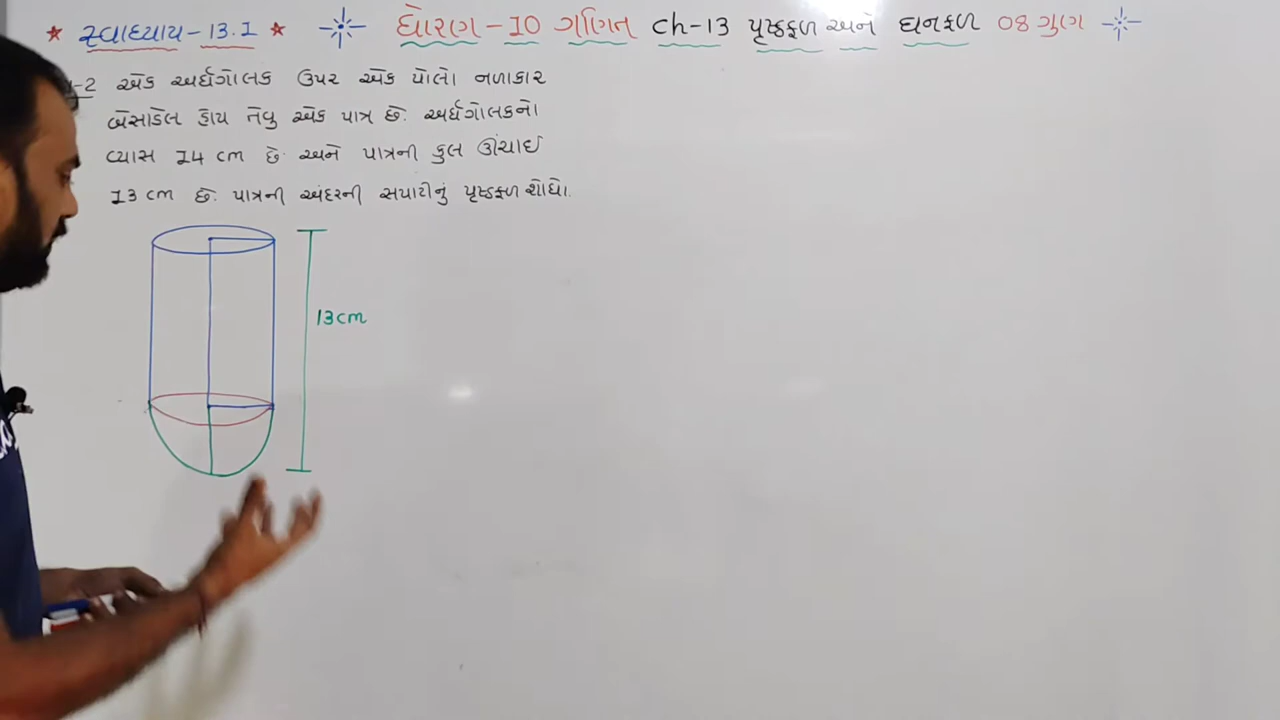 ★ સ્વાધ્યાય - 13.1 ★ ધોરણ - 10 ગણિત ch-13 પૃષ્ઠફળ અને ઘનફળ 08 ગુણ
-2 એક અર્ધગોલક ઉપર એક પોલો નળાકાર
બેસાડેલ હોય તેવુ એક પાત્ર છે. અર્ધગોલકનો
વ્યાસ 14 cm છે અને પાત્રની કુલ ઊંચાઈ
13 cm છે. પાત્રની અંદરની સપાટીનું પૃષ્ઠફળ શોધો.
13cm